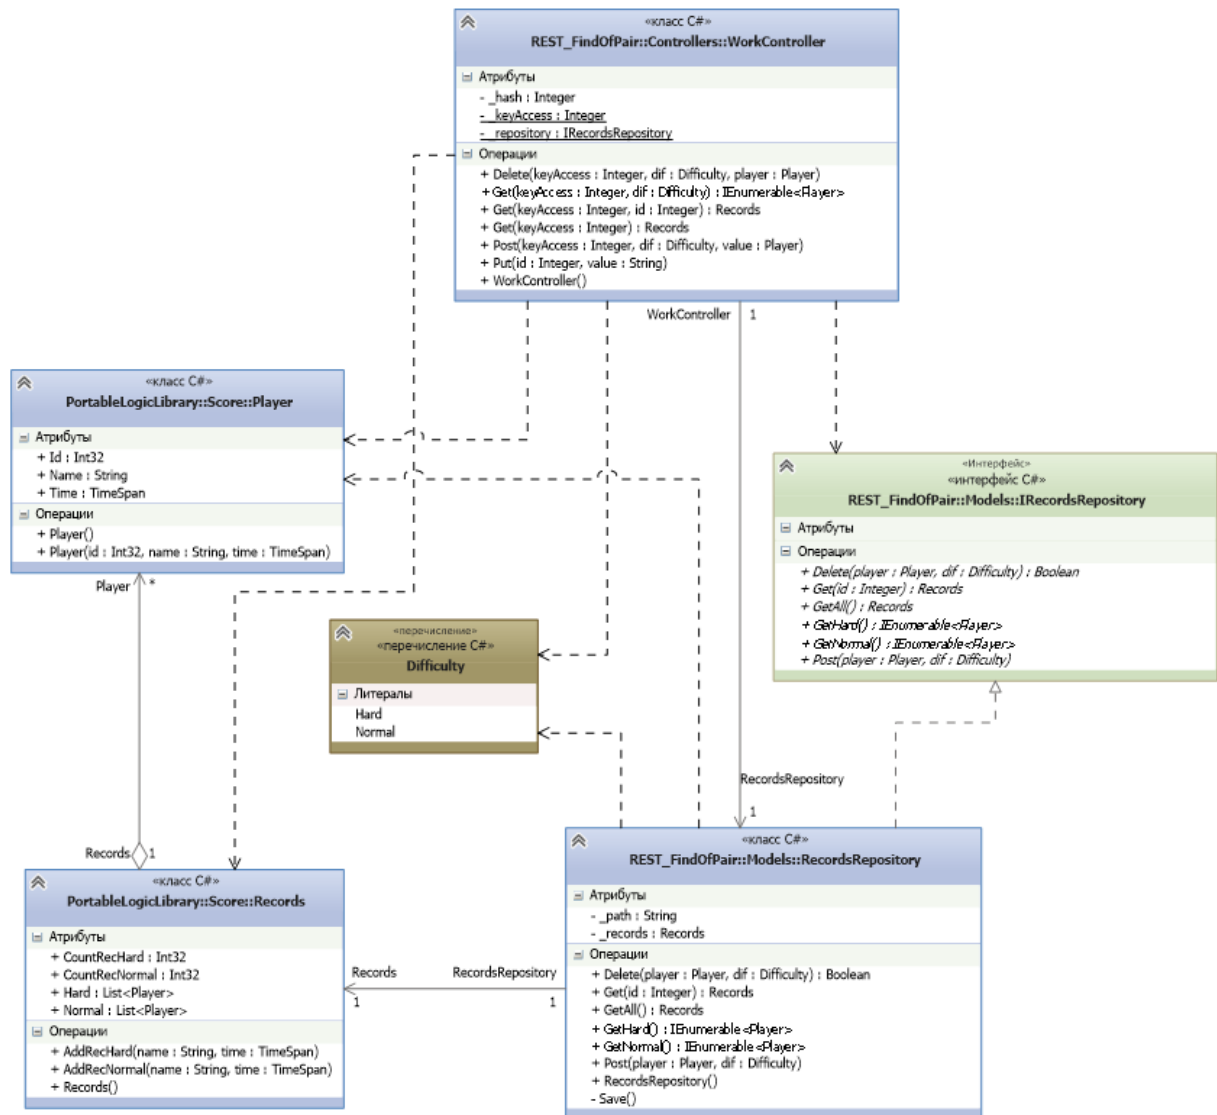 «класс C#»
REST_FindOfPair::Controllers::WorkController
Атрибуты
- _hash : Integer
- _keyAccess : Integer
- _repository : IRecordsRepository
Операции
+ Delete(keyAccess : Integer, dif : Difficulty, player : Player)
+ Get(keyAccess : Integer, dif : Difficulty) : IEnumerable<Player>
+ Get(keyAccess : Integer, id : Integer) : Records
+ Get(keyAccess : Integer) : Records
+ Post(keyAccess : Integer, dif : Difficulty, value : Player)
+ Put(id : Integer, value : String)
+ WorkController()
WorkController
1
«класс C#»
PortableLogicLibrary::Score::Player
Атрибуты
+ Id : Int32
+ Name : String
+ Time : TimeSpan
Операции
+ Player()
+ Player(id : Int32, name : String, time : TimeSpan)
Player
*
«Интерфейс»
«интерфейс C#»
REST_FindOfPair::Models::IRecordsRepository
Атрибуты
Операции
+ Delete(player : Player, dif : Difficulty) : Boolean
+ Get(id : Integer) : Records
+ GetAll() : Records
+ GetHard() : IEnumerable<Player>
+ GetNormal() : IEnumerable<Player>
+ Post(player : Player, dif : Difficulty)
«перечисление»
«перечисление C#»
Difficulty
Литералы
Hard
Normal
RecordsRepository
1
Records
1
«класс C#»
PortableLogicLibrary::Score::Records
Атрибуты
+ CountRecHard : Int32
+ CountRecNormal : Int32
+ Hard : List<Player>
+ Normal : List<Player>
Операции
+ AddRecHard(name : String, time : TimeSpan)
+ AddRecNormal(name : String, time : TimeSpan)
+ Records()
Records
1
RecordsRepository
1
«класс C#»
REST_FindOfPair::Models::RecordsRepository
Атрибуты
- _path : String
- _records : Records
Операции
+ Delete(player : Player, dif : Difficulty) : Boolean
+ Get(id : Integer) : Records
+ GetAll() : Records
+ GetHard() : IEnumerable<Player>
+ GetNormal() : IEnumerable<Player>
+ Post(player : Player, dif : Difficulty)
+ RecordsRepository()
- Save()